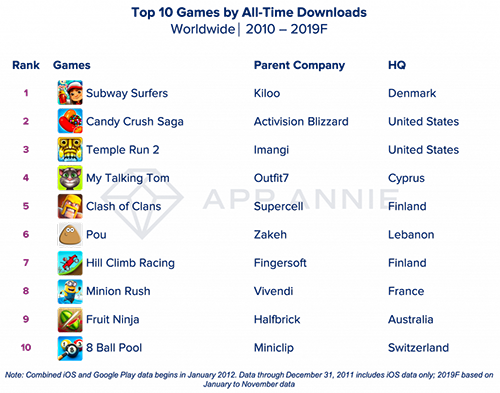 Top 10 Games by All-Time Downloads
Worldwide| 2010 – 2019F
Rank Games Parent Company HQ
1 Subway Surfers Kiloo Denmark
2 Candy Crush Saga Activision Blizzard United States
3 Temple Run 2 Imangi United States
4 My Talking Tom Outfit7 Cyprus
5 Clash of Clans Supercell Finland
APP ANNIE
6 Pou Zakeh Lebanon
7 Hill Climb Racing Fingersoft Finland
8 Minion Rush Vivendi France
9 Fruit Ninja Halfbrick Australia
10 8 Ball Pool Miniclip Switzerland
Note: Combined iOS and Google Play data begins in January 2012. Data through December 31, 2011 includes iOS data only; 2019F based on
January to November data